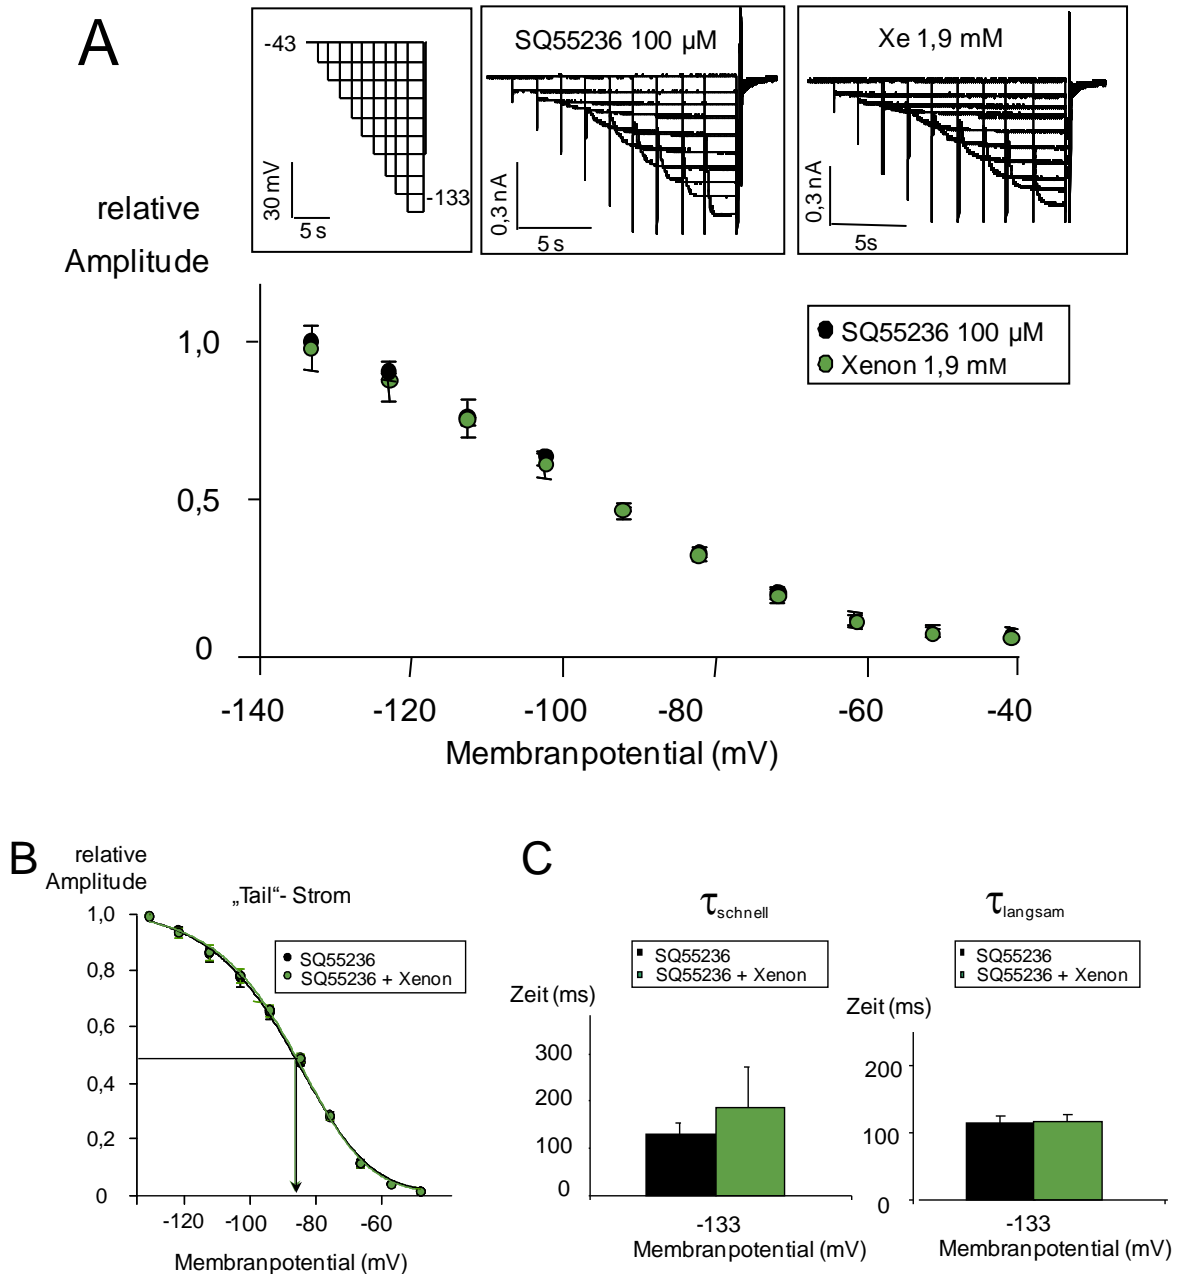 A
-43
-133
30 mV
5 s
SQ55236 100 µM
0,3 nA
5 s
Xe 1,9 mM
0,3 nA
5s
relative
Amplitude
SQ55236 100 µM
Xenon 1,9 mM
1,0
0,5
0
-140 -120 -100 -80 -60 -40
Membranpotential (mV)
B
relative
Amplitude
„Tail“- Strom
SQ55236
SQ55236 + Xenon
1,0
0,8
0,6
0,4
0,2
0
-120 -100 -80 -60
Membranpotential (mV)
C
τschnell
SQ55236
SQ55236 + Xenon
Zeit (ms)
300
200
100
0
-133
Membranpotential (mV)
τlangsam
SQ55236
SQ55236 + Xenon
Zeit (ms)
200
100
0
-133
Membranpotential (mV)